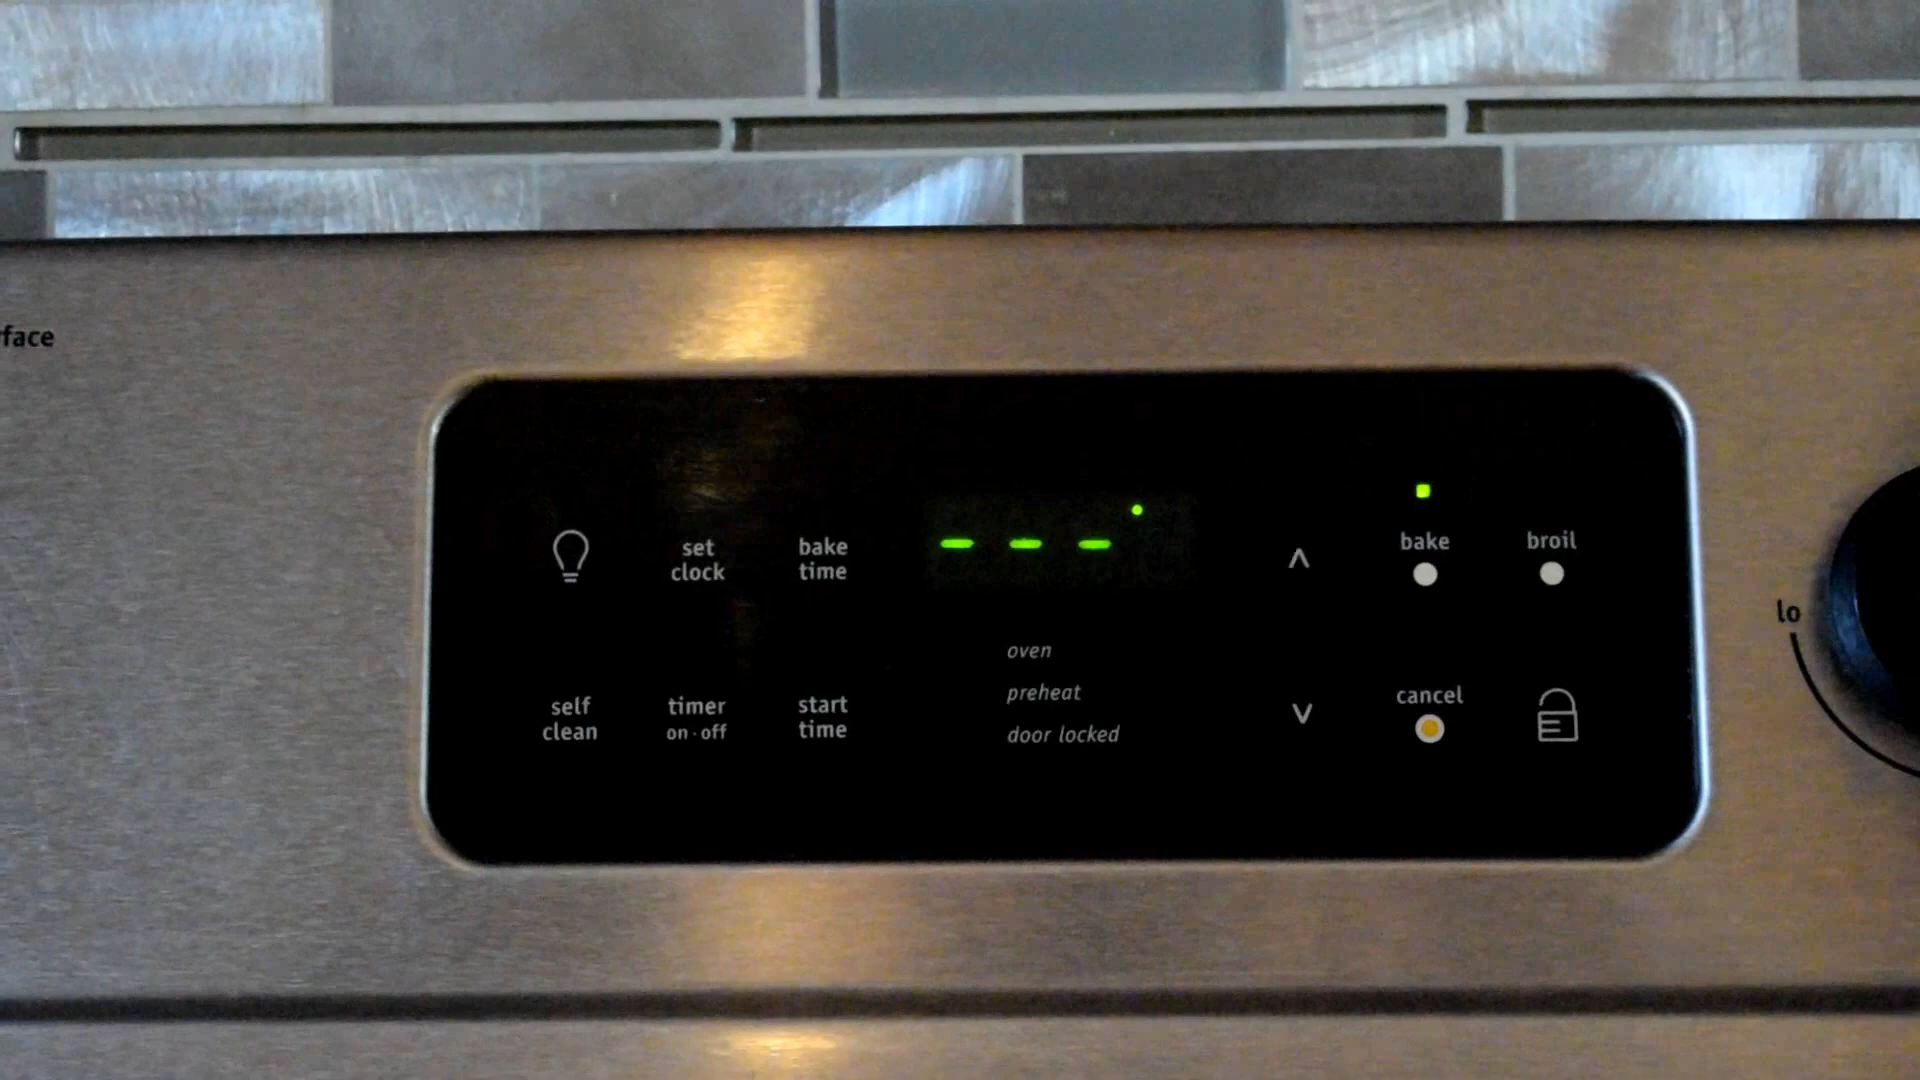 face
set
clock
bake
time
- - -°
bake
broil
lo
oven
self
clean
timer
on · off
start
time
preheat
door locked
cancel